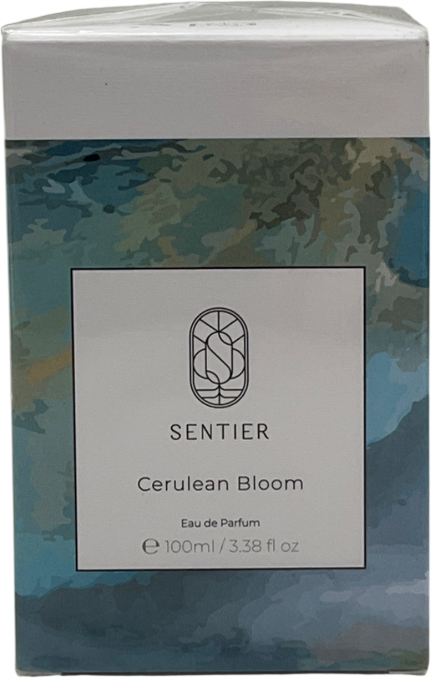 SENTIER
Cerulean Bloom
Eau de Parfum
℮ 100ml / 3.38 fl oz